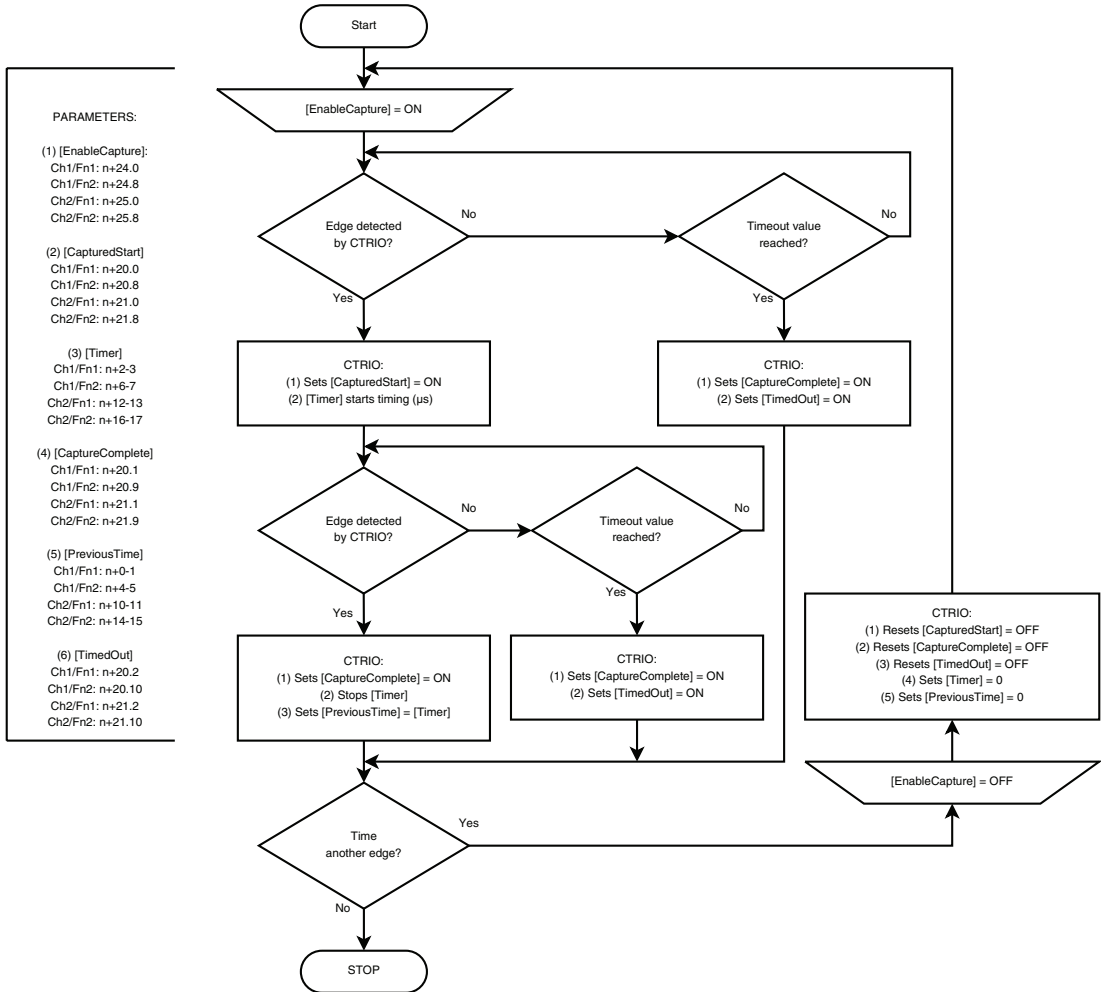 Start
PARAMETERS:
(1) [EnableCapture]:
Ch1/Fn1: n+24.0
Ch1/Fn2: n+24.8
Ch2/Fn1: n+25.0
Ch2/Fn2: n+25.8
(2) [CapturedStart]
Ch1/Fn1: n+20.0
Ch1/Fn2: n+20.8
Ch2/Fn1: n+21.0
Ch2/Fn2: n+21.8
(3) [Timer]
Ch1/Fn1: n+2-3
Ch1/Fn2: n+6-7
Ch2/Fn1: n+12-13
Ch2/Fn2: n+16-17
(4) [CaptureComplete]
Ch1/Fn1: n+20.1
Ch1/Fn2: n+20.9
Ch2/Fn1: n+21.1
Ch2/Fn2: n+21.9
(5) [PreviousTime]
Ch1/Fn1: n+0-1
Ch1/Fn2: n+4-5
Ch2/Fn1: n+10-11
Ch2/Fn2: n+14-15
(6) [TimedOut]
Ch1/Fn1: n+20.2
Ch1/Fn2: n+20.10
Ch2/Fn1: n+21.2
Ch2/Fn2: n+21.10
[EnableCapture] = ON
Edge detected
by CTRIO?
No
Yes
Timeout value
reached?
No
Yes
CTRIO:
(1) Sets [CapturedStart] = ON
(2) [Timer] starts timing (µs)
CTRIO:
(1) Sets [CaptureComplete] = ON
(2) Sets [TimedOut] = ON
Edge detected
by CTRIO?
No
Yes
Timeout value
reached?
No
Yes
CTRIO:
(1) Sets [CaptureComplete] = ON
(2) Stops [Timer]
(3) Sets [PreviousTime] = [Timer]
CTRIO:
(1) Sets [CaptureComplete] = ON
(2) Sets [TimedOut] = ON
CTRIO:
(1) Resets [CapturedStart] = OFF
(2) Resets [CaptureComplete] = OFF
(3) Resets [TimedOut] = OFF
(4) Sets [Timer] = 0
(5) Sets [PreviousTime] = 0
[EnableCapture] = OFF
Time
another edge?
Yes
No
STOP